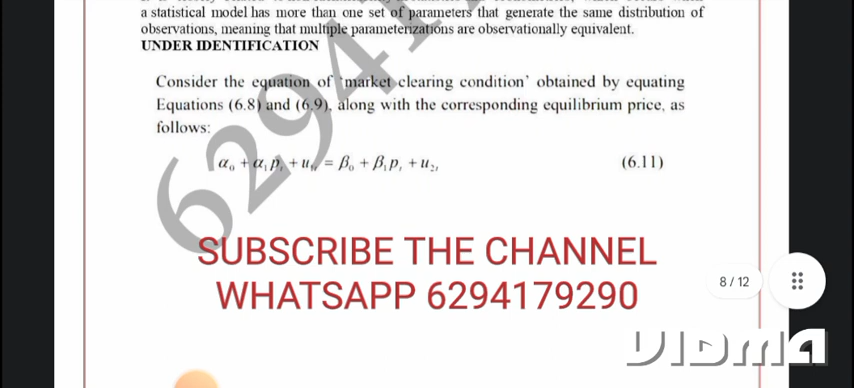 a statistical model has more than one set of parameters that generate the same distribution of
observations, meaning that multiple parameterizations are observationally equivalent.
UNDER IDENTIFICATION
Consider the equation of 'market clearing condition' obtained by equating
Equations (6.8) and (6.9), along with the corresponding equilibrium price, as
follows:
α₀ + α₁pₜ + u₁ₜ = β₀ + β₁pₜ + u₂ₜ (6.11)
SUBSCRIBE THE CHANNEL
WHATSAPP 6294179290
8 / 12
VIDMA